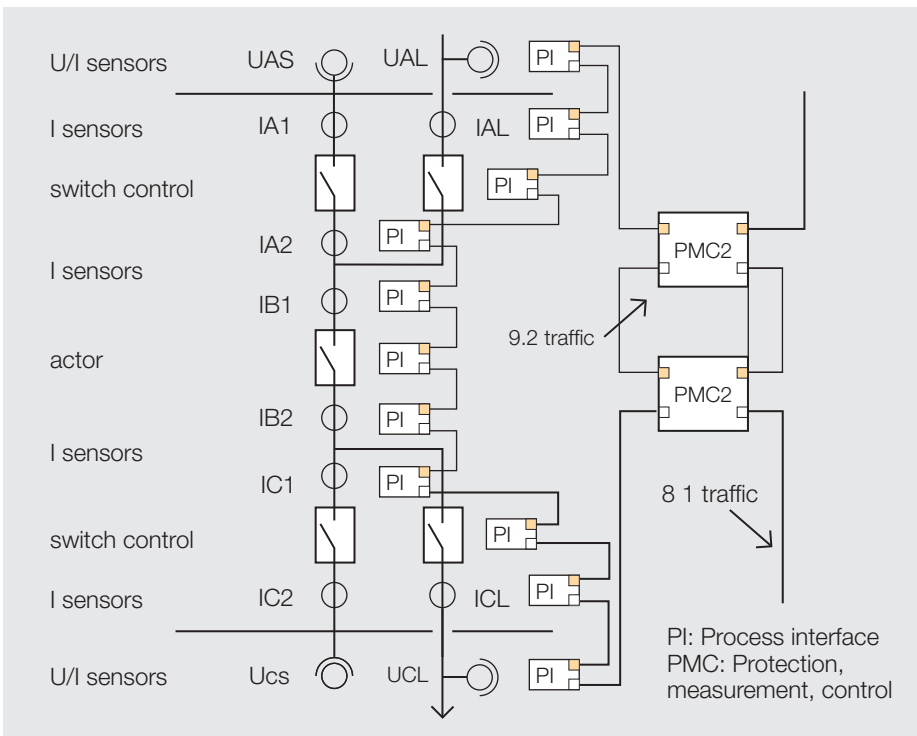 U/I sensors UAS UAL PI
I sensors IA1 IAL PI
switch control PI
IA2 PI PMC2
I sensors
IB1 PI
9.2 traffic
actor PI
PMC2
IB2 PI
I sensors
IC1 PI
8 1 traffic
switch control PI
I sensors IC2 ICL PI
PI: Process interface
U/I sensors Ucs UCL PI
PMC: Protection,
measurement, control